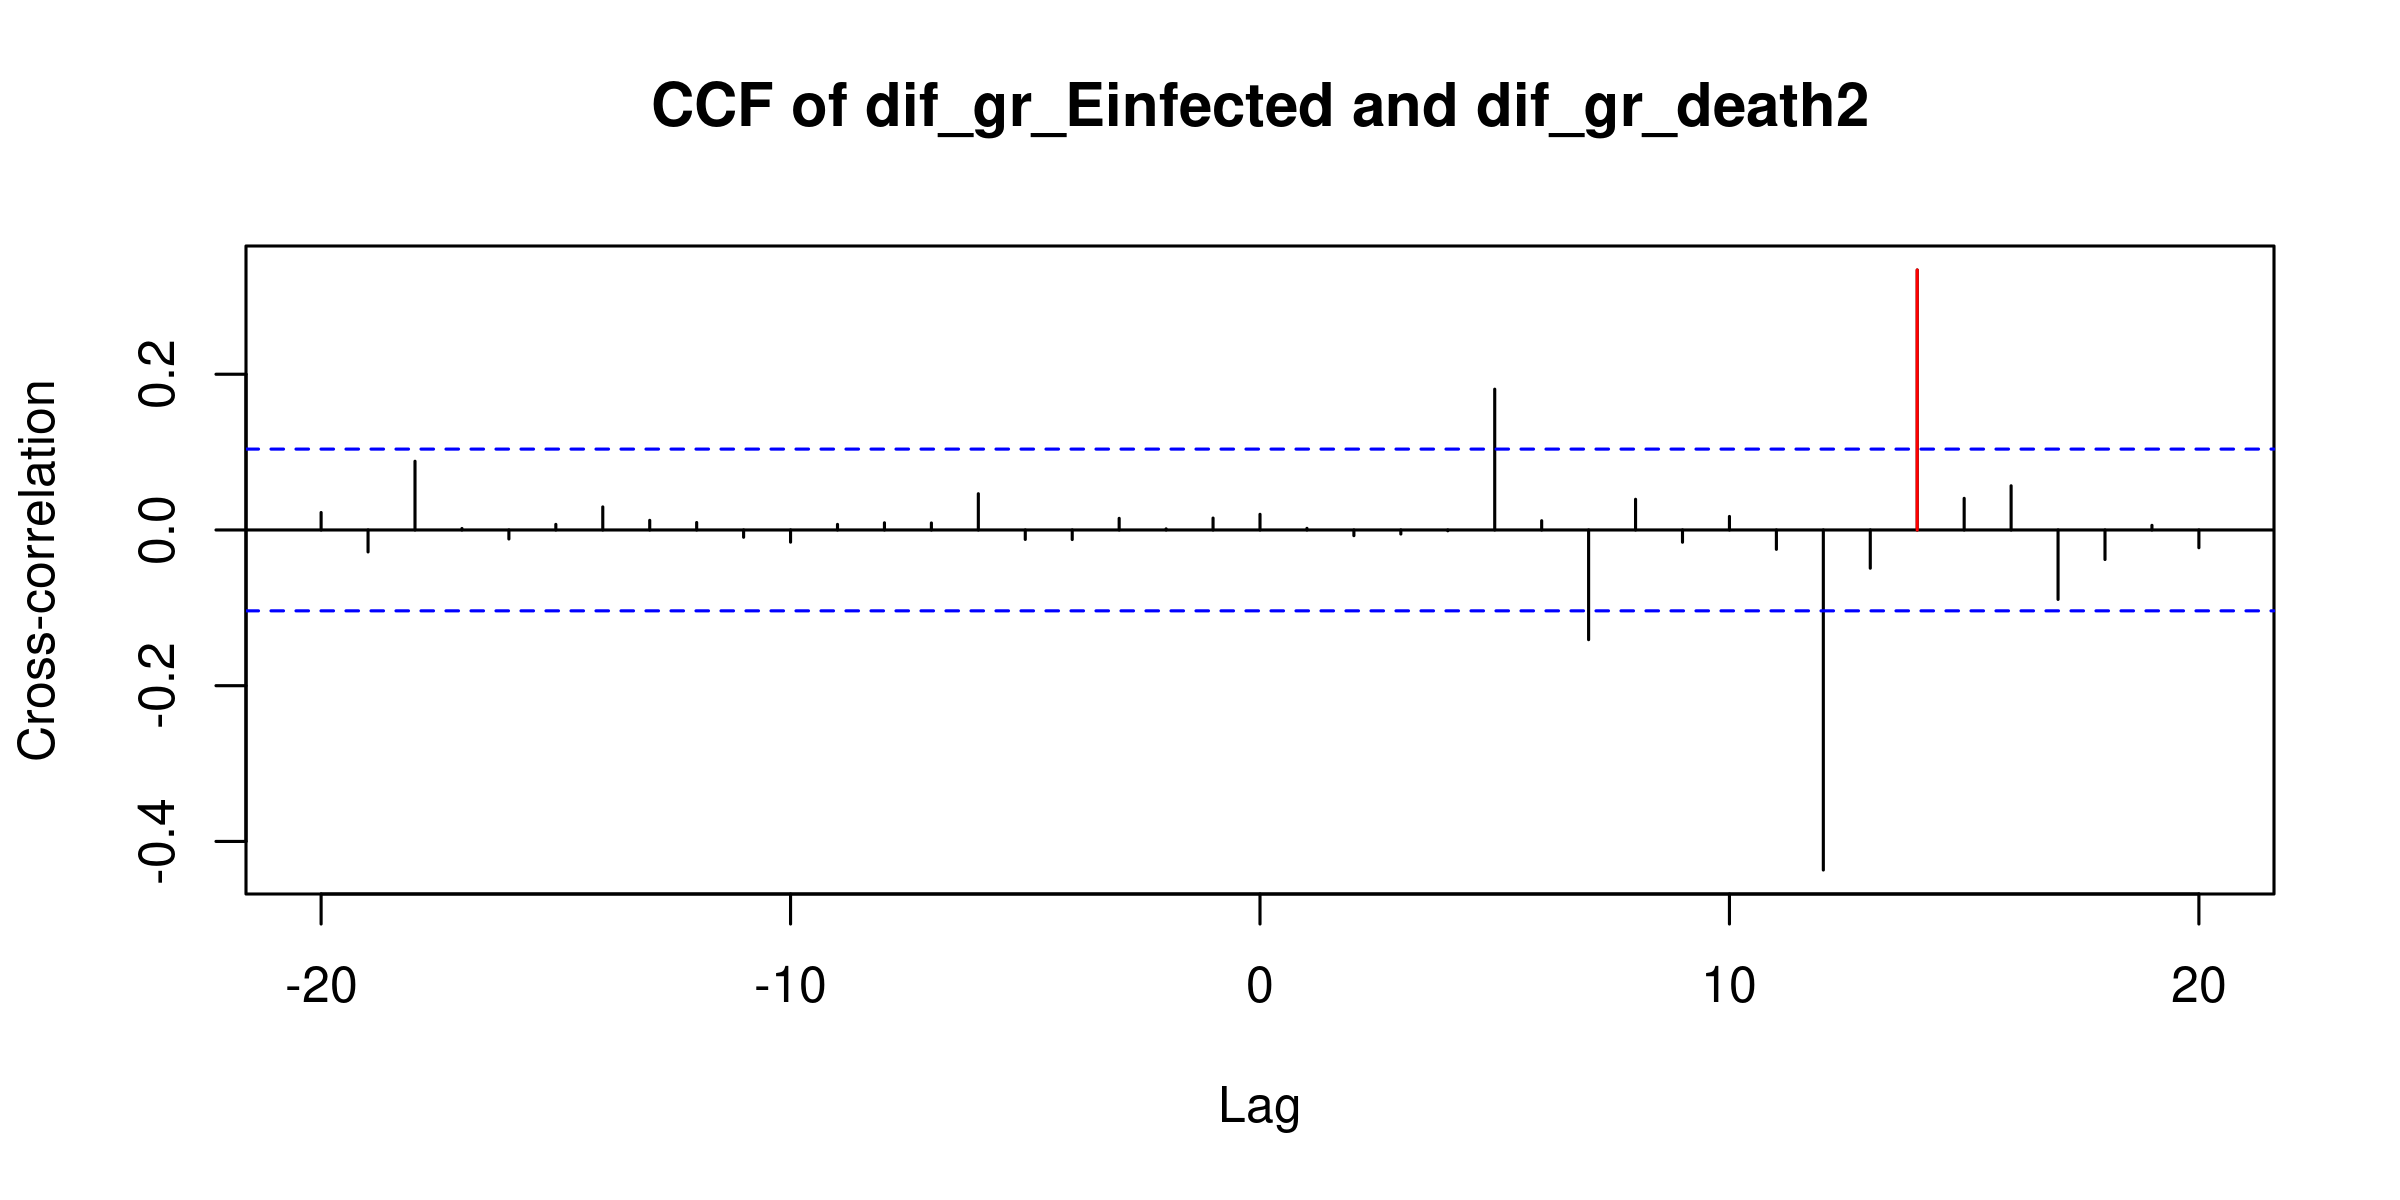 CCF of dif_gr_Einfected and dif_gr_death2
Cross-correlation
0.2
0.0
-0.2
-0.4
-20 -10 0 10 20
Lag